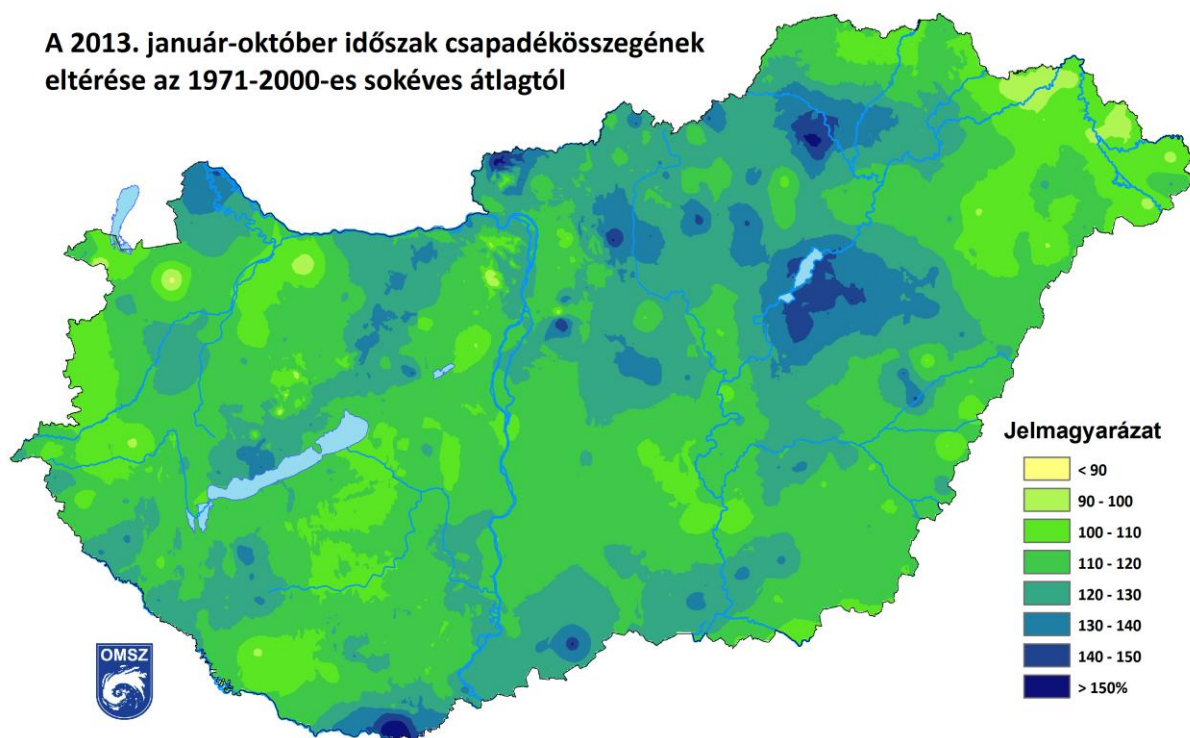 A 2013. január-október időszak csapadékösszegének
eltérése az 1971-2000-es sokéves átlagtól
Jelmagyarázat
< 90
90 - 100
100 - 110
110 - 120
120 - 130
130 - 140
140 - 150
> 150%
OMSZ